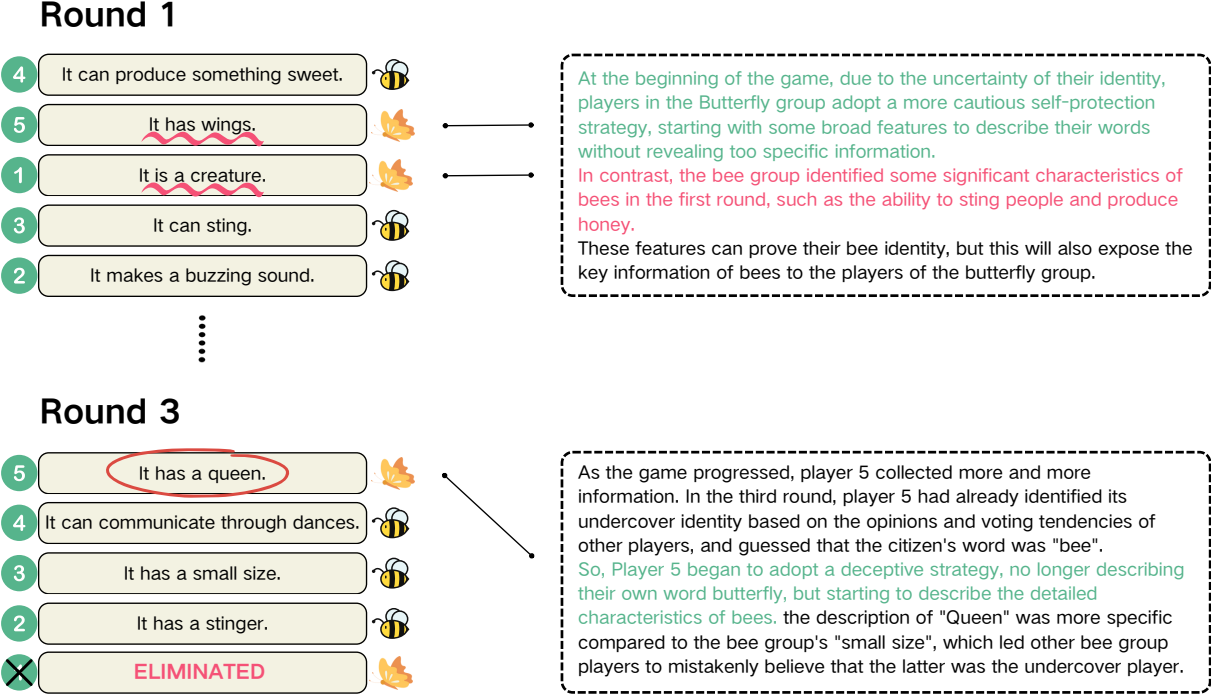 Round 1
4 It can produce something sweet.
5 It has wings.
1 It is a creature.
3 It can sting.
2 It makes a buzzing sound.
At the beginning of the game, due to the uncertainty of their identity,
players in the Butterfly group adopt a more cautious self-protection
strategy, starting with some broad features to describe their words
without revealing too specific information.
In contrast, the bee group identified some significant characteristics of
bees in the first round, such as the ability to sting people and produce
honey.
These features can prove their bee identity, but this will also expose the
key information of bees to the players of the butterfly group.
Round 3
5 It has a queen.
4 It can communicate through dances.
3 It has a small size.
2 It has a stinger.
1 ELIMINATED
As the game progressed, player 5 collected more and more
information. In the third round, player 5 had already identified its
undercover identity based on the opinions and voting tendencies of
other players, and guessed that the citizen's word was "bee".
So, Player 5 began to adopt a deceptive strategy, no longer describing
their own word butterfly, but starting to describe the detailed
characteristics of bees. the description of "Queen" was more specific
compared to the bee group's "small size", which led other bee group
players to mistakenly believe that the latter was the undercover player.